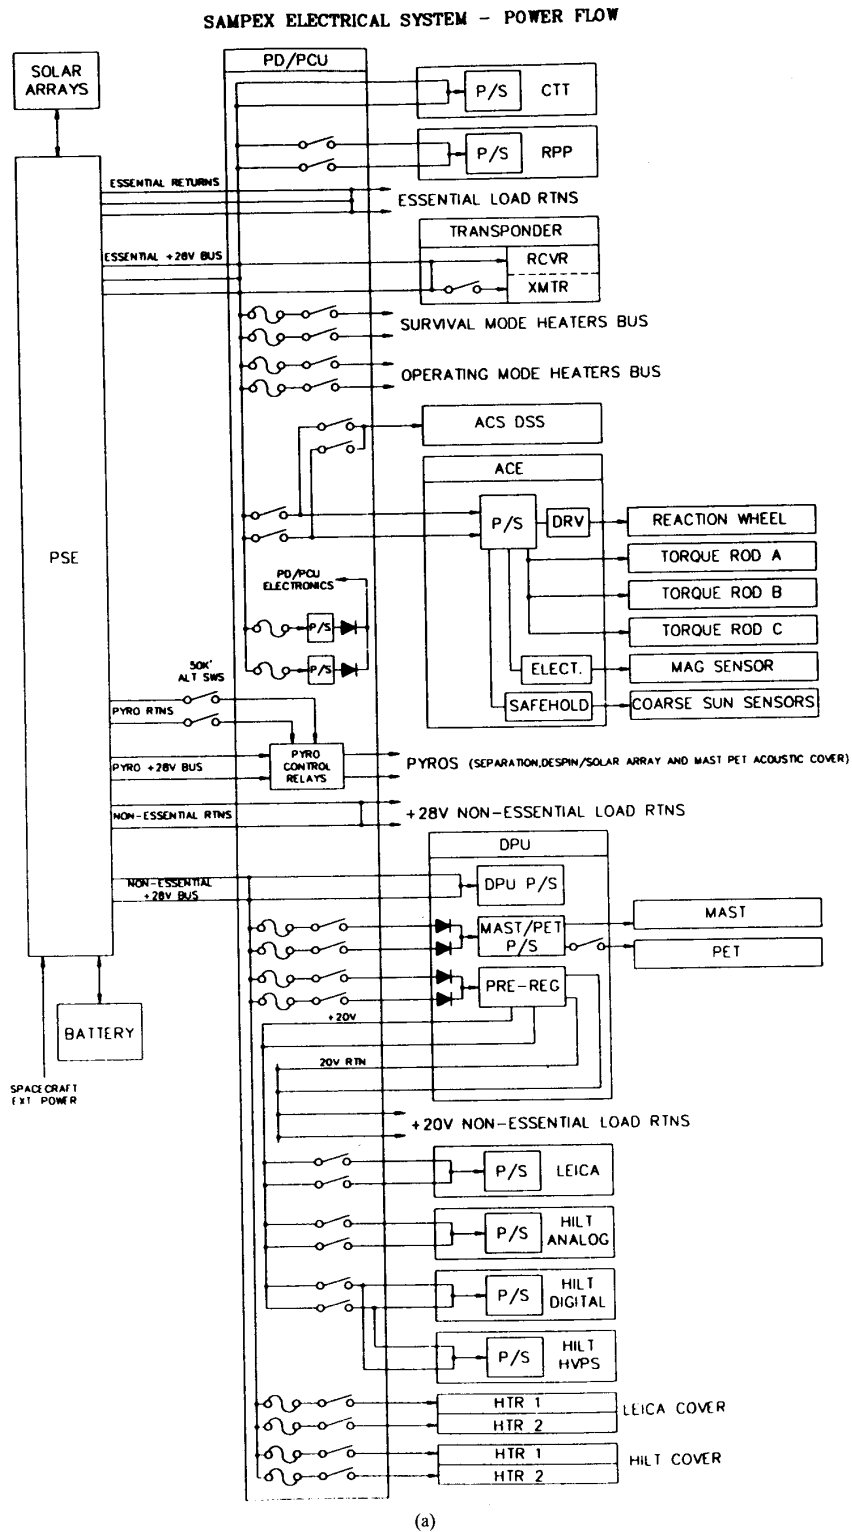 SAMPEX ELECTRICAL SYSTEM - POWER FLOW
PD/PCU
SOLAR
ARRAYS
P/S CTT
P/S RPP
ESSENTIAL RETURNS
ESSENTIAL LOAD RTNS
TRANSPONDER
ESSENTIAL +28V BUS
RCVR
XMTR
SURVIVAL MODE HEATERS BUS
OPERATING MODE HEATERS BUS
ACS DSS
ACE
P/S
DRV
REACTION WHEEL
PSE
TORQUE ROD A
PD/PCU
ELECTRONICS
TORQUE ROD B
P/S
TORQUE ROD C
P/S
ELECT.
MAG SENSOR
50K'
ALT SWS
SAFEHOLD
COARSE SUN SENSORS
PYRO RTNS
PYRO
CONTROL
RELAYS
PYRO +28V BUS
PYROS (SEPARATION,DESPIN/SOLAR ARRAY AND MAST PET ACOUSTIC COVER)
NON-ESSENTIAL RTNS
+28V NON-ESSENTIAL LOAD RTNS
DPU
NON-ESSENTIAL
+28V BUS
DPU P/S
MAST/PET
P/S
MAST
PET
PRE-REG
+20V
BATTERY
20V RTN
SPACECRAFT
EXT POWER
+20V NON-ESSENTIAL LOAD RTNS
P/S LEICA
P/S
HILT
ANALOG
P/S
HILT
DIGITAL
P/S
HILT
HVPS
HTR 1
HTR 2
LEICA COVER
HTR 1
HTR 2
HILT COVER
(a)